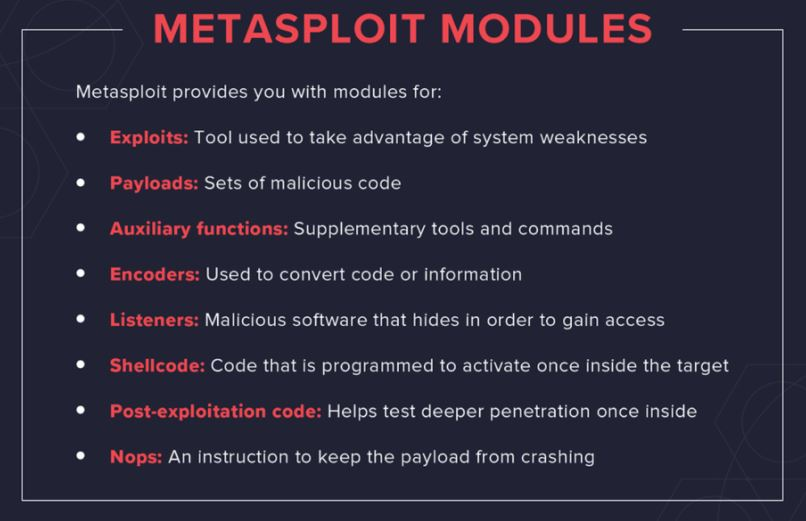 METASPLOIT MODULES
Metasploit provides you with modules for:
• Exploits: Tool used to take advantage of system weaknesses
• Payloads: Sets of malicious code
• Auxiliary functions: Supplementary tools and commands
• Encoders: Used to convert code or information
• Listeners: Malicious software that hides in order to gain access
• Shellcode: Code that is programmed to activate once inside the target
• Post-exploitation code: Helps test deeper penetration once inside
• Nops: An instruction to keep the payload from crashing